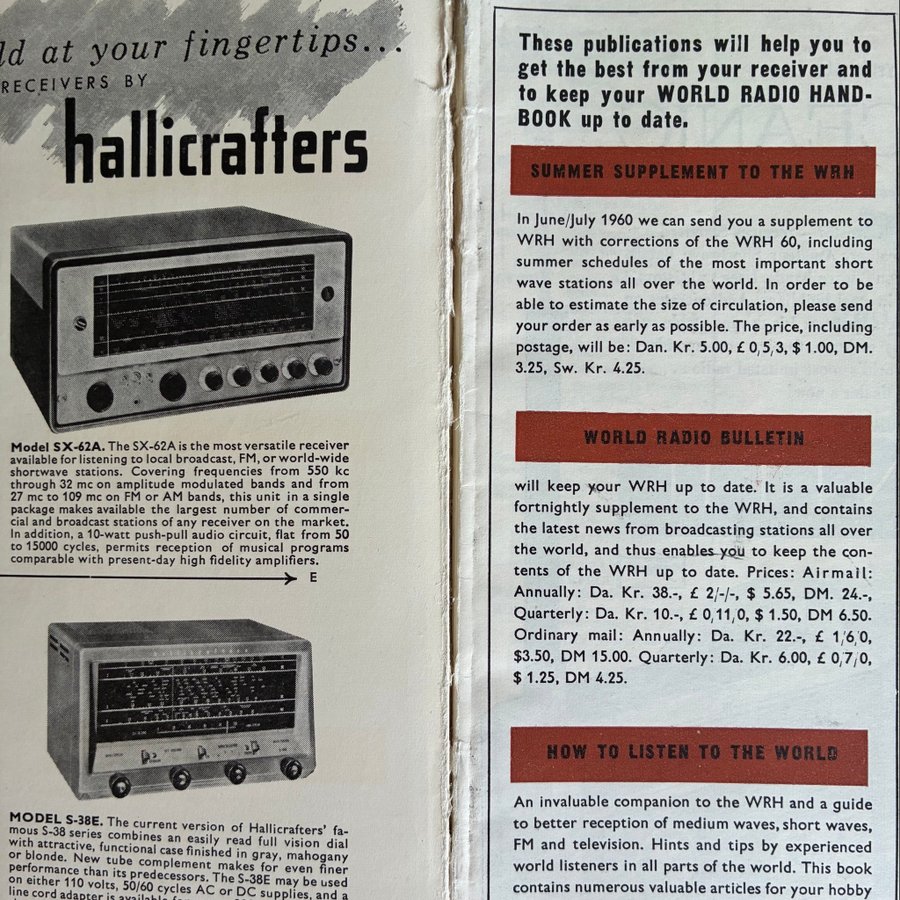 ld at your fingertips...
RECEIVERS BY
hallicrafters
Model SX-62A. The SX-62A is the most versatile receiver
available for listening to local broadcast, FM, or world-wide
shortwave stations. Covering frequencies from 550 kc
through 32 mc on amplitude modulated bands and from
27 mc to 109 mc on FM or AM bands, this unit in a single
package makes available the largest number of commer-
cial and broadcast stations of any receiver on the market.
In addition, a 10-watt push-pull audio circuit, flat from 50
to 15000 cycles, permits reception of musical programs
comparable with present-day high fidelity amplifiers.
E
MODEL S-38E. The current version of Hallicrafters' fa-
mous S-38 series combines an easily read full vision dial
with attractive, functional case finished in gray, mahogany
or blonde. New tube complement makes for even finer
performance than its predecessors. The S-38E may be used
on either 110 volts, 50/60 cycles AC or DC supplies, and a
line cord adapter is available
These publications will help you to
get the best from your receiver and
to keep your WORLD RADIO HAND-
BOOK up to date.
SUMMER SUPPLEMENT TO THE WRH
In June/July 1960 we can send you a supplement to
WRH with corrections of the WRH 60, including
summer schedules of the most important short
wave stations all over the world. In order to be
able to estimate the size of circulation, please send
your order as early as possible. The price, including
postage, will be: Dan. Kr. 5.00, £ 0,5,3, $ 1.00, DM.
3.25, Sw. Kr. 4.25.
WORLD RADIO BULLETIN
will keep your WRH up to date. It is a valuable
fortnightly supplement to the WRH, and contains
the latest news from broadcasting stations all over
the world, and thus enables you to keep the con-
tents of the WRH up to date. Prices: Airmail:
Annually: Da. Kr. 38.-, £ 2/-/-, $ 5.65, DM. 24.-,
Quarterly: Da. Kr. 10.-, £ 0,11,0, $ 1.50, DM 6.50.
Ordinary mail: Annually: Da. Kr. 22.-, £ 1/6/0,
$3.50, DM 15.00. Quarterly: Da. Kr. 6.00, £ 0/7/0,
$ 1.25, DM 4.25.
HOW TO LISTEN TO THE WORLD
An invaluable companion to the WRH and a guide
to better reception of medium waves, short waves,
FM and television. Hints and tips by experienced
world listeners in all parts of the world. This book
contains numerous valuable articles for your hobby